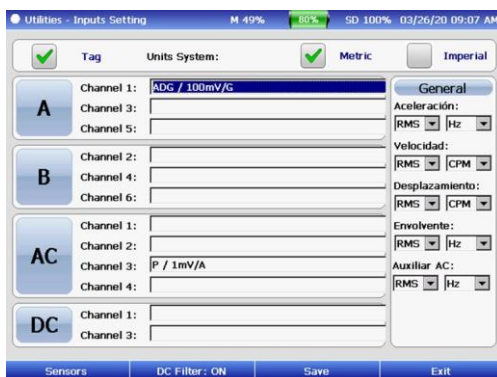 Utilities - Inputs Setting M 49% 80% SD 100% 03/26/20 09:07 AM
Tag Units System: Metric Imperial
A
Channel 1: ADG / 100mV/G
Channel 3:
Channel 5:
B
Channel 2:
Channel 4:
Channel 6:
AC
Channel 1:
Channel 2:
Channel 3: P / 1mV/A
Channel 4:
DC
Channel 1:
Channel 3:
General
Aceleración:
RMS Hz
Velocidad:
RMS CPM
Desplazamiento:
RMS CPM
Envolvente:
RMS Hz
Auxiliar AC:
RMS Hz
Sensors DC Filter: ON Save Exit